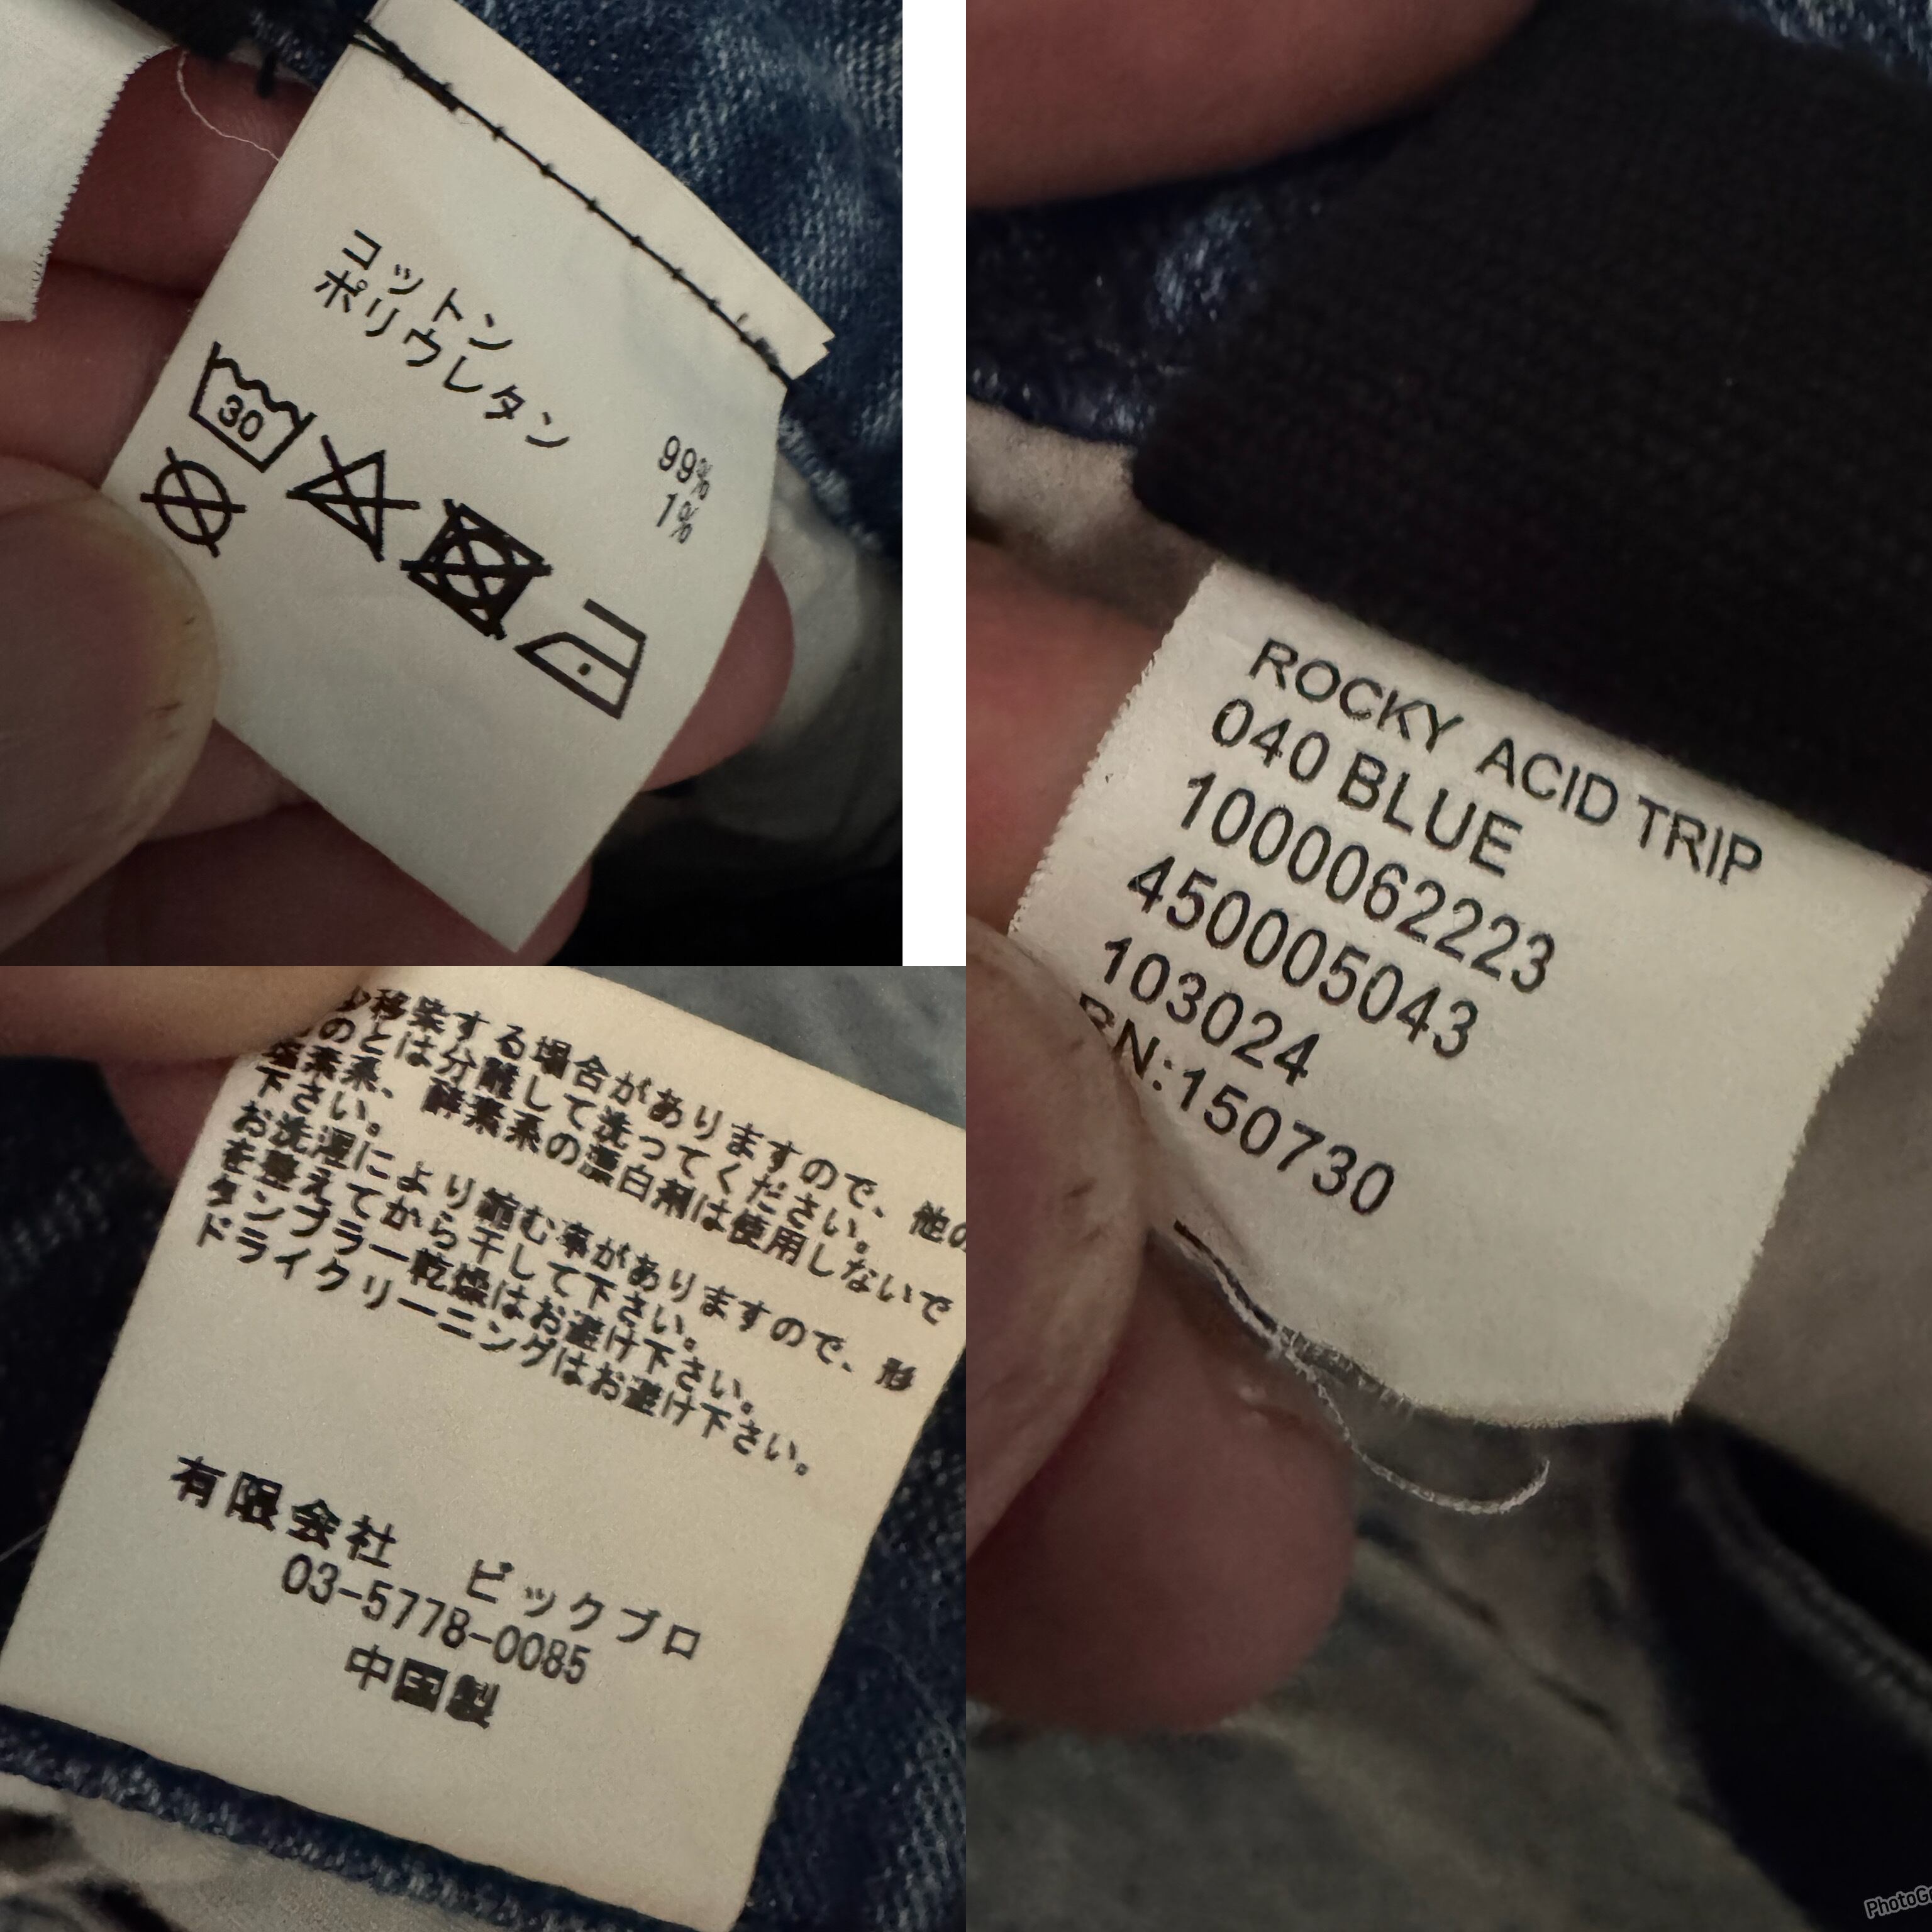 コットン 99%
ポリウレタン 1%
30
少移染する場合がありますので、他の
ものとは分離して洗ってください。
塩素系、酵素系の漂白剤は使用しないで
下さい。
お洗濯により縮む事がありますので、形
を整えてから干して下さい。
タンブラー乾燥はお避け下さい。
ドライクリーニングはお避け下さい。
有限会社 ビックブロ
03-5778-0085
中国製
ROCKY ACID TRIP
040 BLUE
1000062223
450005043
103024
RN:150730